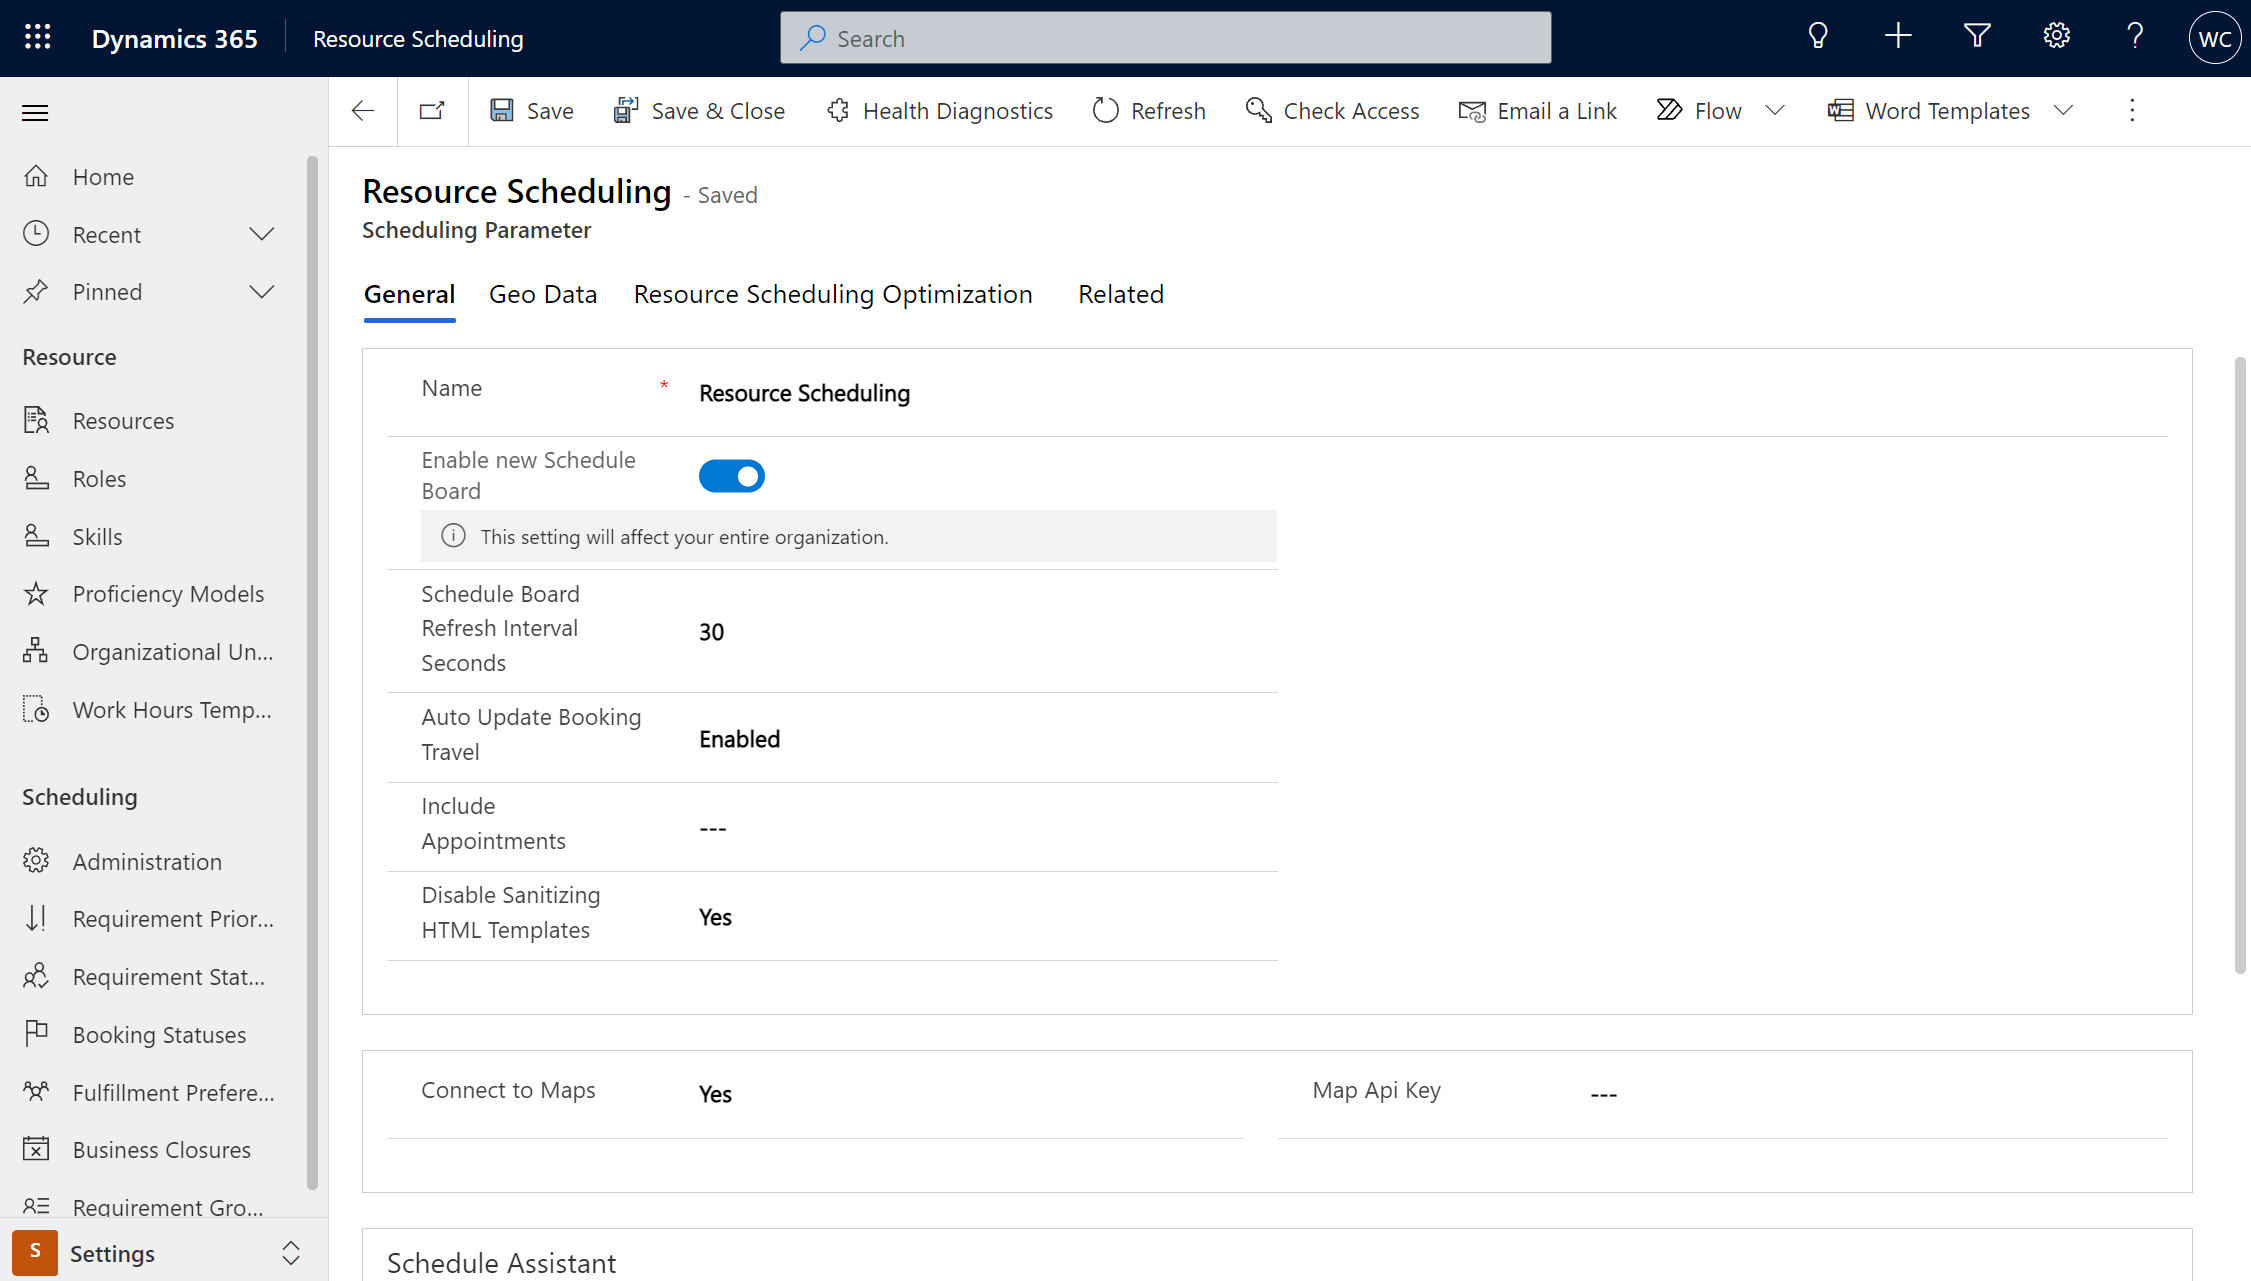 Dynamics 365
Resource Scheduling
Search
WC
Save
Save & Close
Health Diagnostics
Refresh
Check Access
Email a Link
Flow
Word Templates
Home
Recent
Pinned
Resource
Resources
Roles
Skills
Proficiency Models
Organizational Un...
Work Hours Temp...
Scheduling
Administration
Requirement Prior...
Requirement Stat...
Booking Statuses
Fulfillment Prefere...
Business Closures
Requirement Gro...
S
Settings
Resource Scheduling - Saved
Scheduling Parameter
General
Geo Data
Resource Scheduling Optimization
Related
Name *
Resource Scheduling
Enable new Schedule
Board
This setting will affect your entire organization.
Schedule Board
Refresh Interval
Seconds
30
Auto Update Booking
Travel
Enabled
Include
Appointments
---
Disable Sanitizing
HTML Templates
Yes
Connect to Maps
Yes
Map Api Key
---
Schedule Assistant